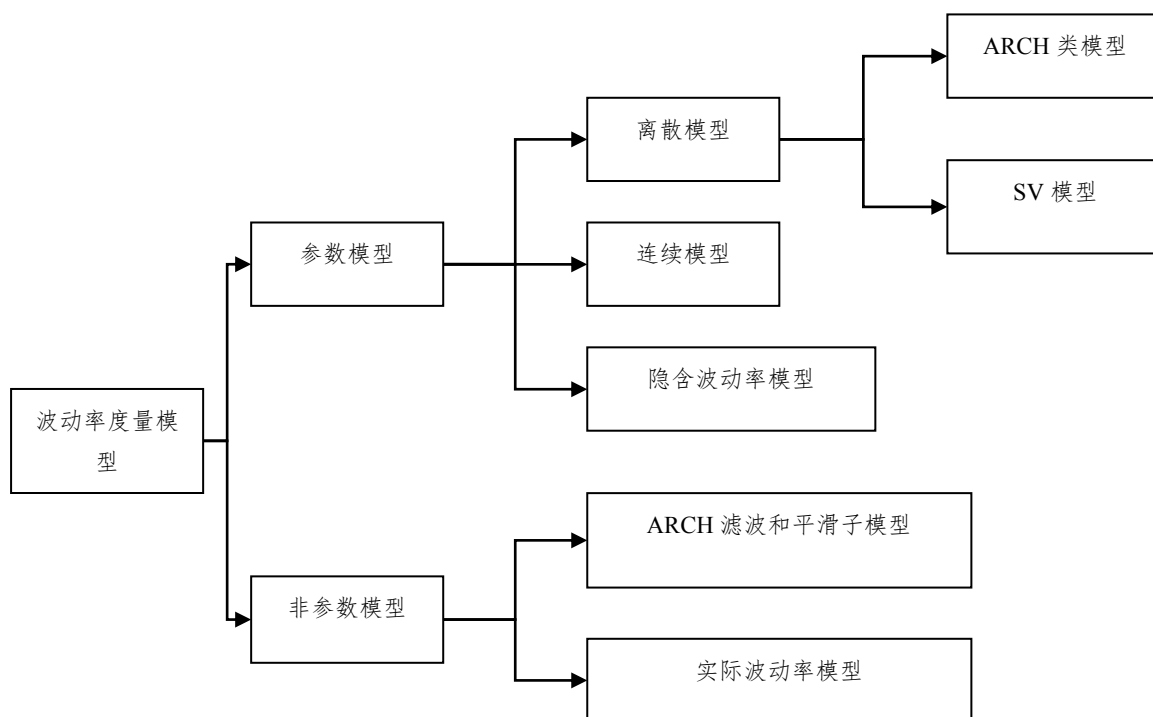 ARCH 类模型
离散模型
SV 模型
参数模型
连续模型
隐含波动率模型
波动率度量模
型
ARCH 滤波和平滑子模型
非参数模型
实际波动率模型